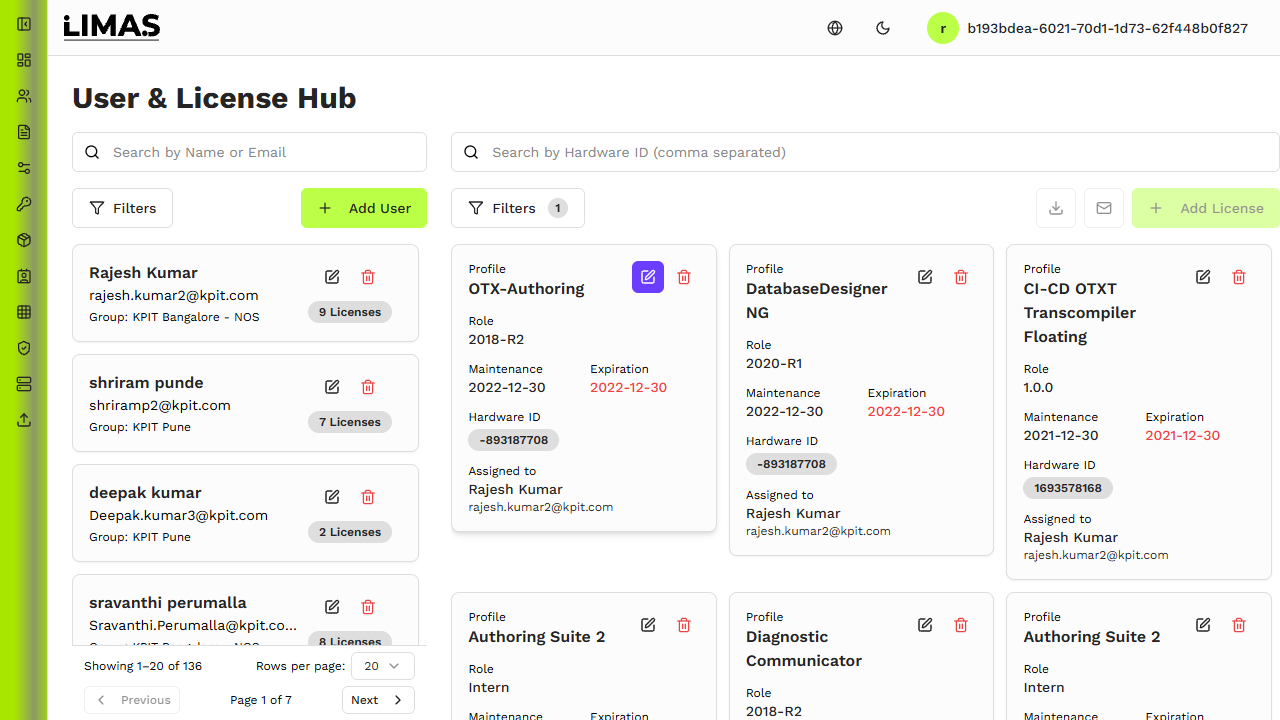 LIMAS
r
b193bdea-6021-70d1-1d73-62f448b0f827
User & License Hub
Search by Name or Email
Filters
Add User
Rajesh Kumar
rajesh.kumar2@kpit.com
Group: KPIT Bangalore - NOS
9 Licenses
shriram punde
shriramp2@kpit.com
Group: KPIT Pune
7 Licenses
deepak kumar
Deepak.kumar3@kpit.com
Group: KPIT Pune
2 Licenses
sravanthi perumalla
Sravanthi.Perumalla@kpit.co...
8 Licenses
Showing 1–20 of 136
Rows per page:
20
Previous
Page 1 of 7
Next
Search by Hardware ID (comma separated)
Filters 1
Add License
Profile
OTX-Authoring
Role
2018-R2
Maintenance Expiration
2022-12-30 2022-12-30
Hardware ID
-893187708
Assigned to
Rajesh Kumar
rajesh.kumar2@kpit.com
Profile
DatabaseDesigner
NG
Role
2020-R1
Maintenance Expiration
2022-12-30 2022-12-30
Hardware ID
-893187708
Assigned to
Rajesh Kumar
rajesh.kumar2@kpit.com
Profile
CI-CD OTXT
Transcompiler
Floating
Role
1.0.0
Maintenance Expiration
2021-12-30 2021-12-30
Hardware ID
1693578168
Assigned to
Rajesh Kumar
rajesh.kumar2@kpit.com
Profile
Authoring Suite 2
Role
Intern
Maintenance Expiration
Profile
Diagnostic
Communicator
Role
2018-R2
Profile
Authoring Suite 2
Role
Intern
Maintenance Expiration